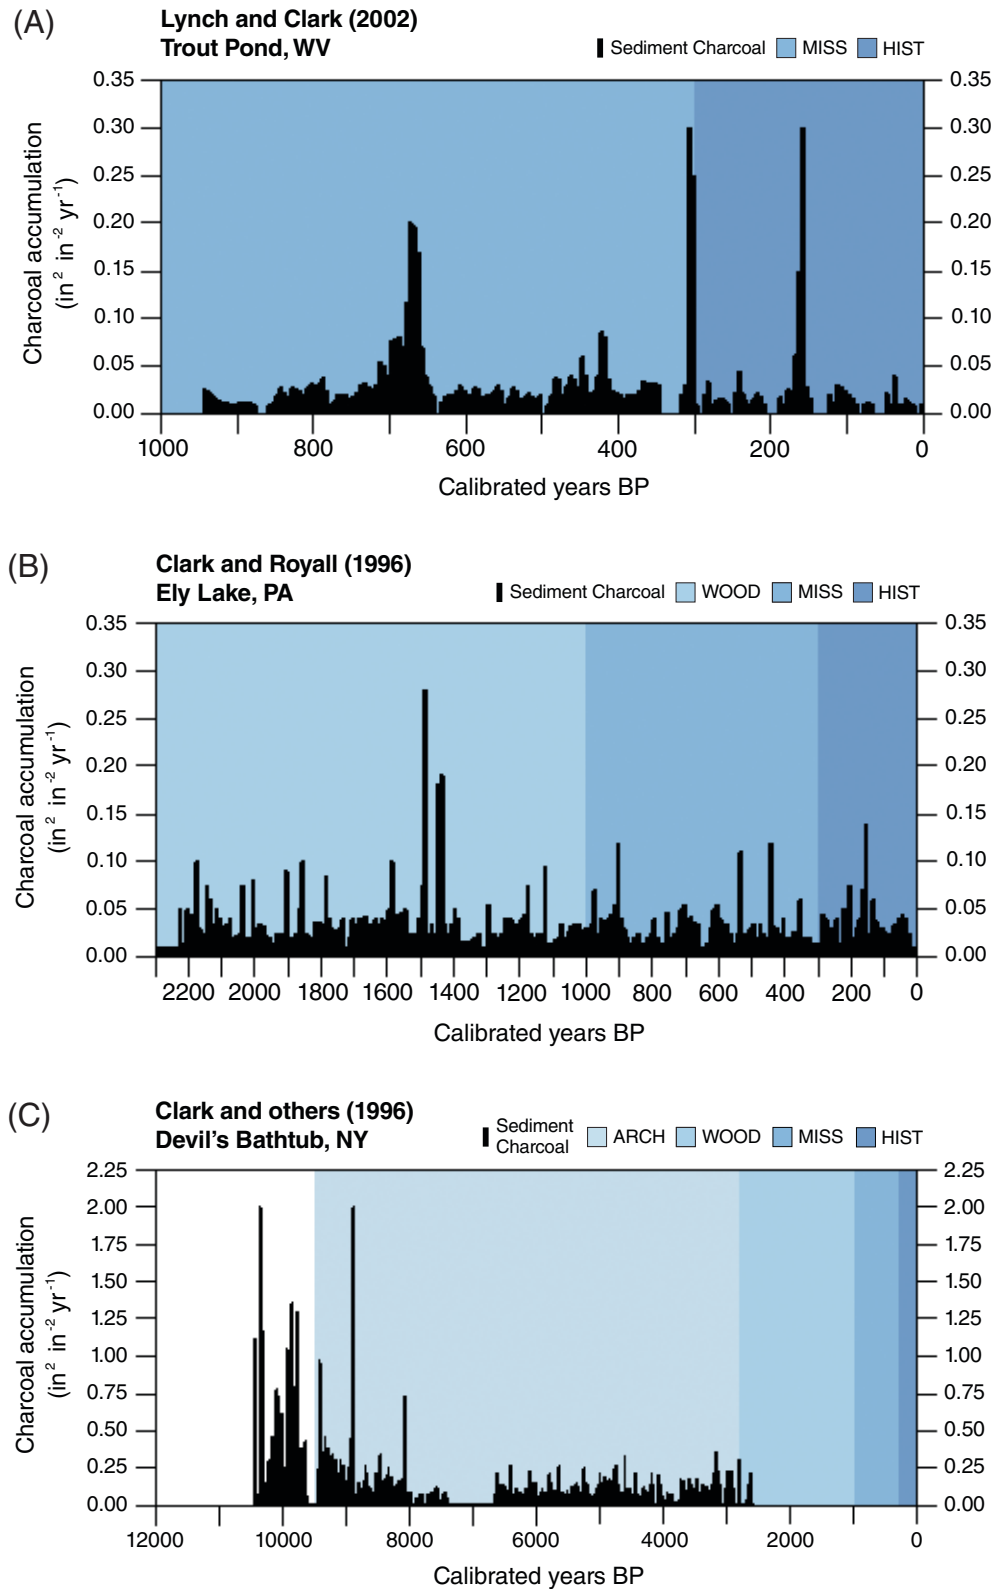 (A)
Lynch and Clark (2002)
Trout Pond, WV
Sediment Charcoal MISS HIST
0.35 0.35
0.30 0.30
0.25 0.25
0.20 0.20
0.15 0.15
0.10 0.10
0.05 0.05
0.00 0.00
Charcoal accumulation
(in² in⁻² yr⁻¹)
1000 800 600 400 200 0
Calibrated years BP
(B)
Clark and Royall (1996)
Ely Lake, PA
Sediment Charcoal WOOD MISS HIST
0.35 0.35
0.30 0.30
0.25 0.25
0.20 0.20
0.15 0.15
0.10 0.10
0.05 0.05
0.00 0.00
Charcoal accumulation
(in² in⁻² yr⁻¹)
2200 2000 1800 1600 1400 1200 1000 800 600 400 200 0
Calibrated years BP
(C)
Clark and others (1996)
Devil's Bathtub, NY
Sediment
Charcoal ARCH WOOD MISS HIST
2.25 2.25
2.00 2.00
1.75 1.75
1.50 1.50
1.25 1.25
1.00 1.00
0.75 0.75
0.50 0.50
0.25 0.25
0.00 0.00
Charcoal accumulation
(in² in⁻² yr⁻¹)
12000 10000 8000 6000 4000 2000 0
Calibrated years BP